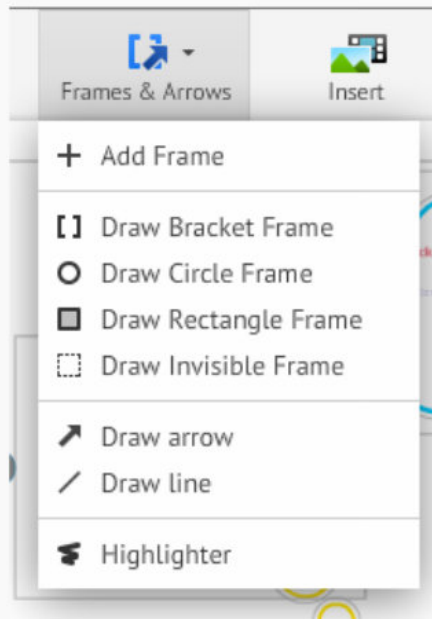 Frames & Arrows
Insert
Add Frame
Draw Bracket Frame
Draw Circle Frame
Draw Rectangle Frame
Draw Invisible Frame
Draw arrow
Draw line
Highlighter